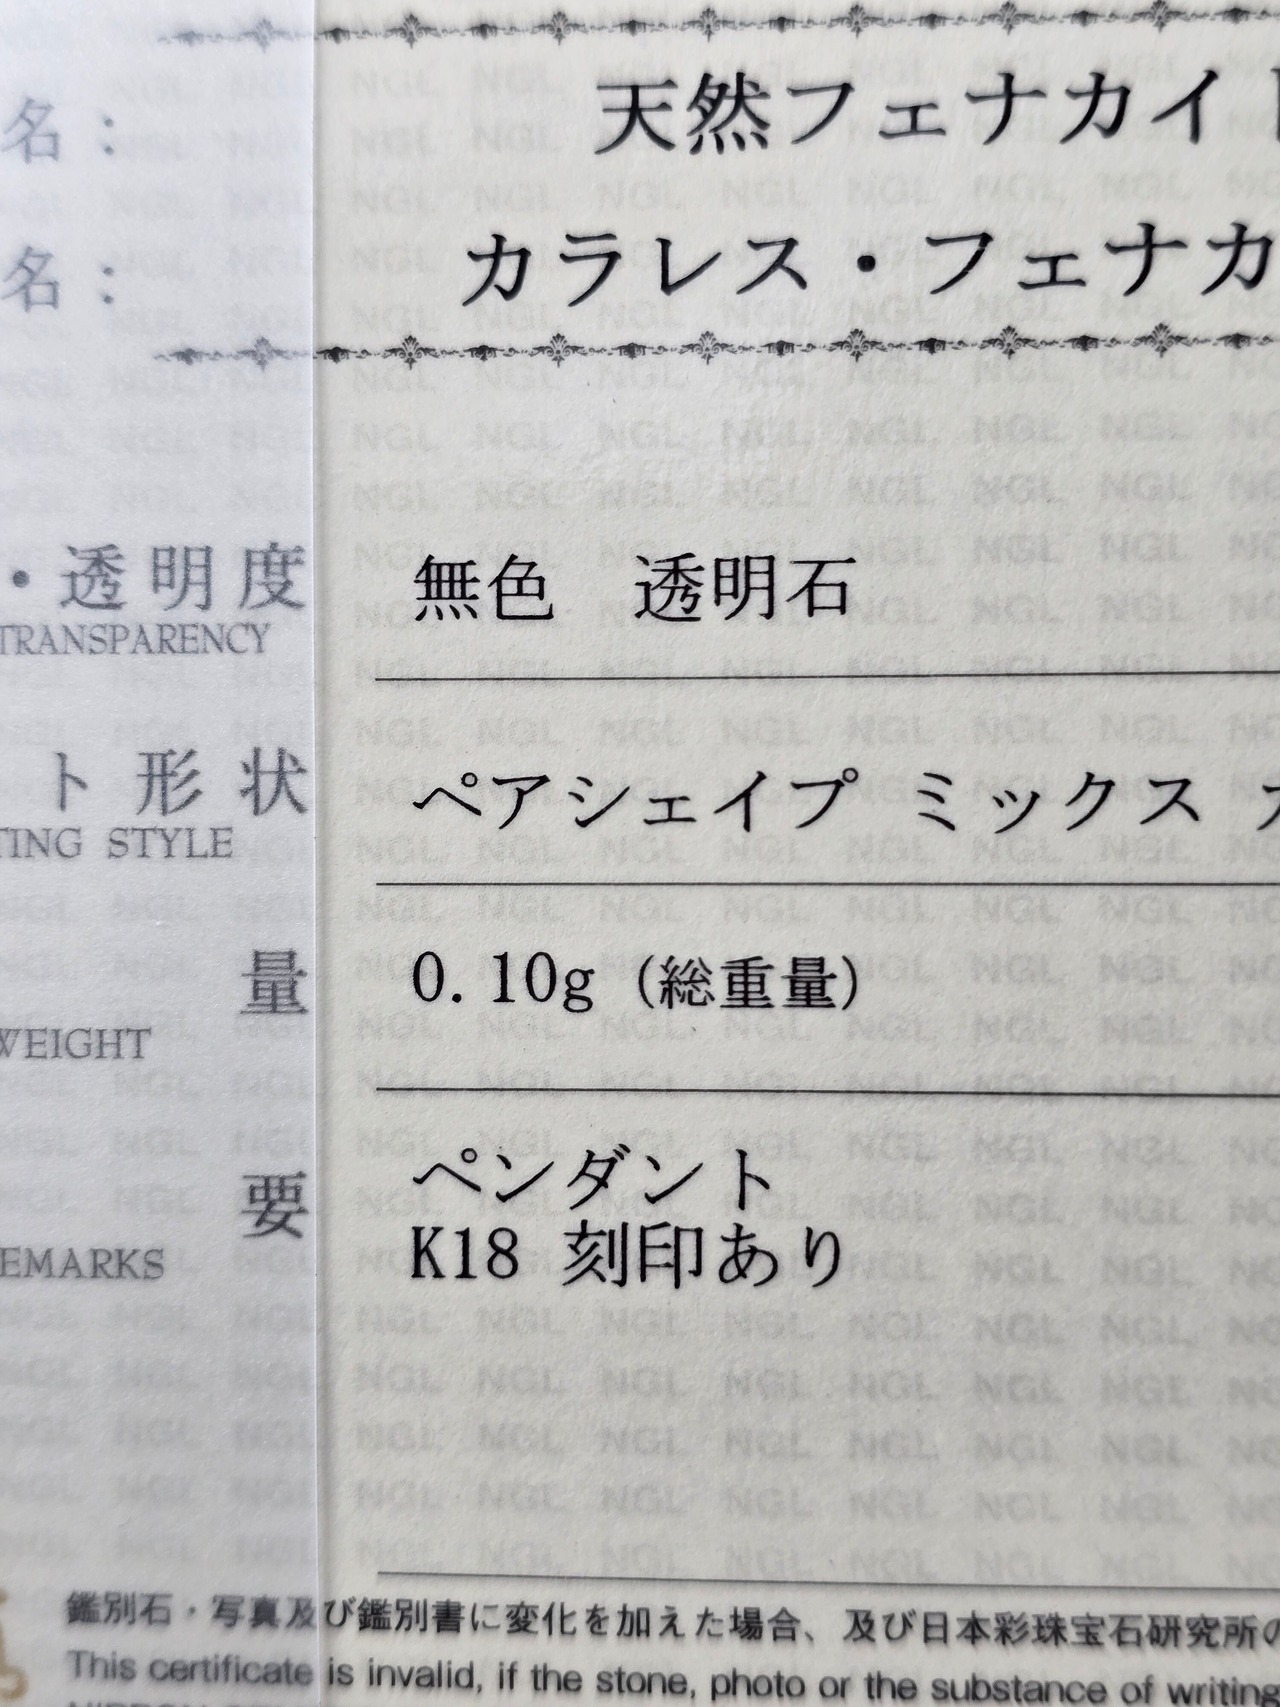 名： 天然フェナカイト
名： カラレス・フェナカ
・透明度 無色 透明石
TRANSPARENCY
ト形状 ペアシェイプ ミックス カ
TING STYLE
量 0.10g (総重量)
WEIGHT
ペンダント
要 K18 刻印あり
EMARKS
鑑別石・写真及び鑑別書に変化を加えた場合、及び日本彩珠宝石研究所の
This certificate is invalid, if the stone, photo or the substance of writing